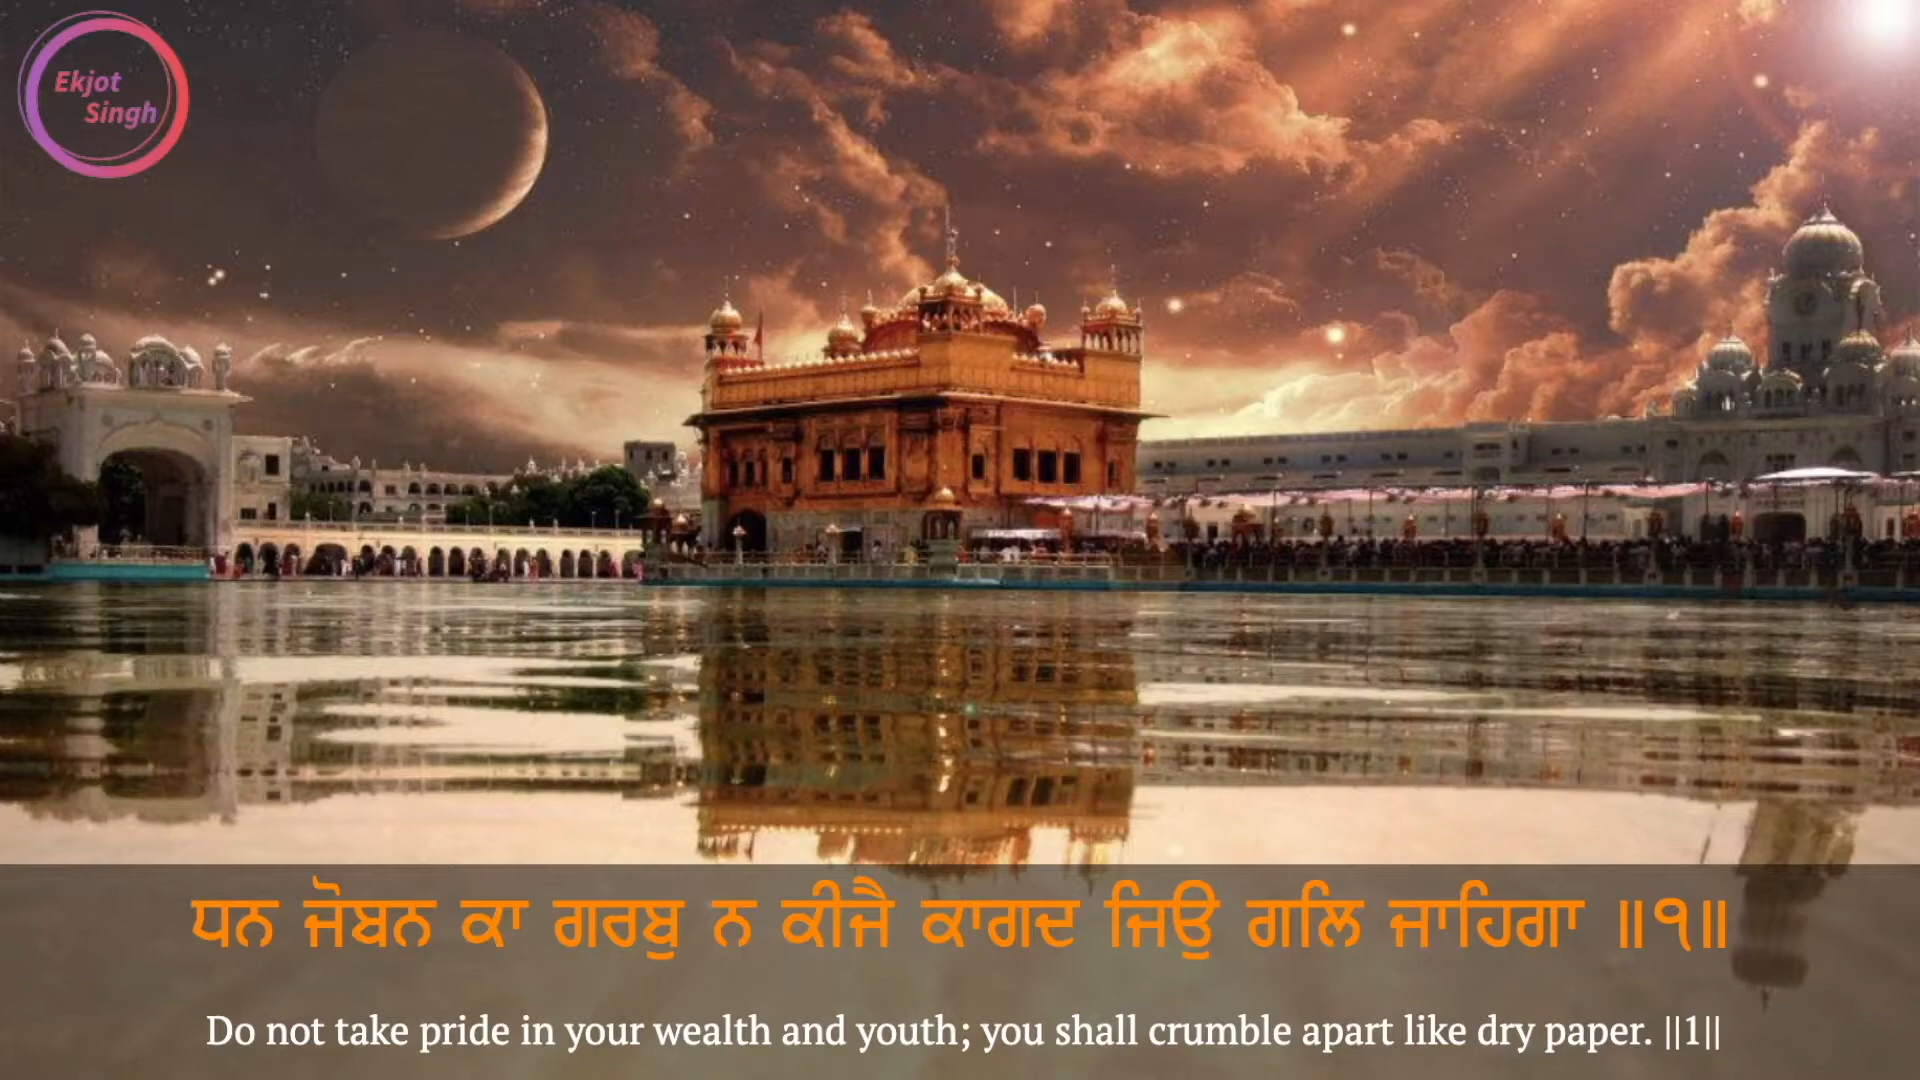 Ekjot
Singh
ਧਨ ਜੋਬਨ ਕਾ ਗਰਬੁ ਨ ਕੀਜੈ ਕਾਗਦ ਜਿਉ ਗਲਿ ਜਾਹਿਗਾ ॥੧॥
Do not take pride in your wealth and youth; you shall crumble apart like dry paper. ||1||